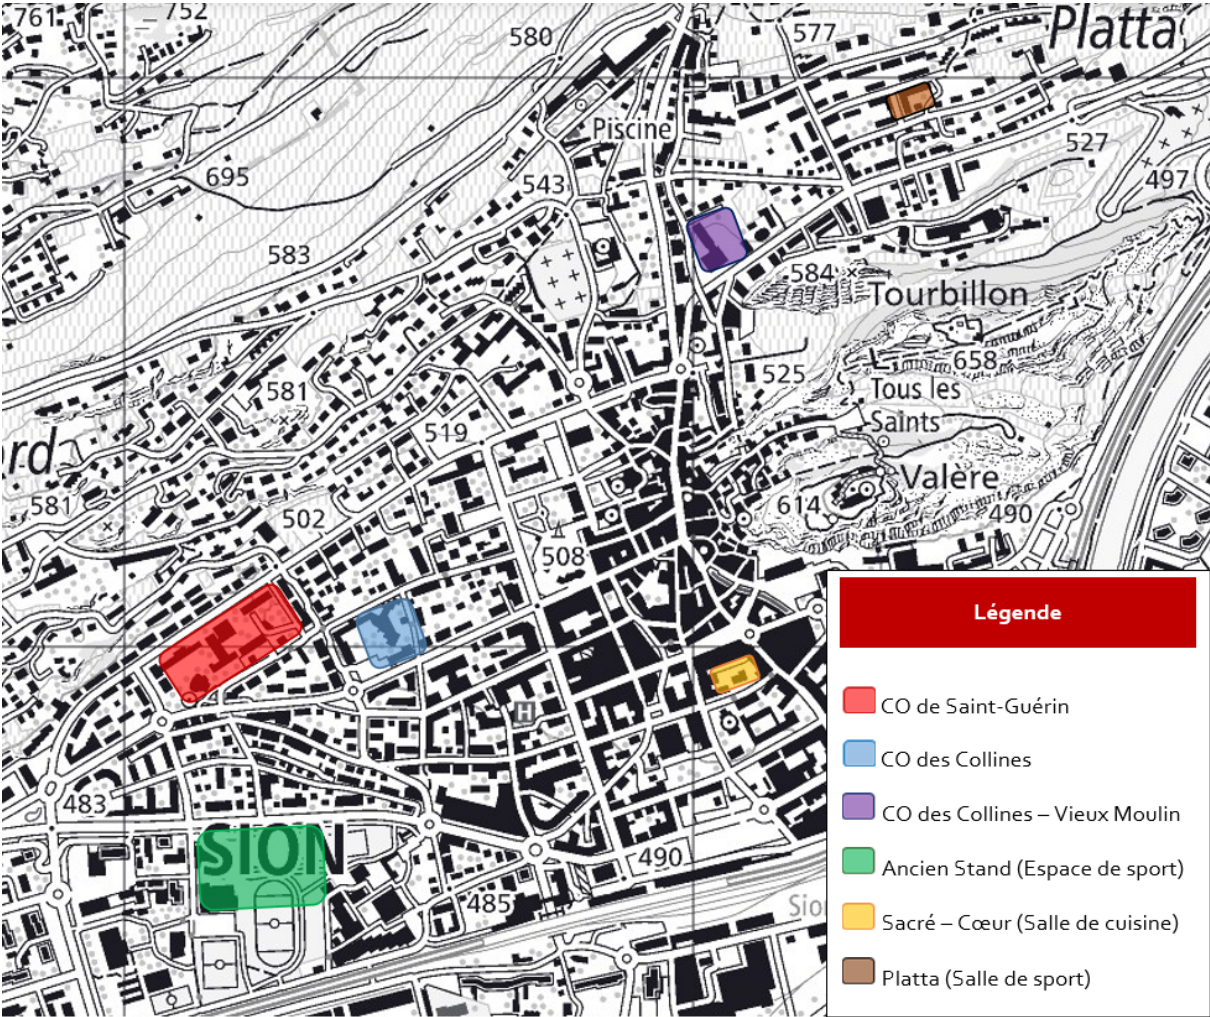 761
752
580
577
Platta
Piscine
527
695
543
497
583
584
Tourbillon
658
581
525
Tous les
Saints
519
rd
Valère
581
614
502
490
508
Légende
CO de Saint-Guérin
H
CO des Collines
483
CO des Collines – Vieux Moulin
SION
490
Ancien Stand (Espace de sport)
485
Sion
Sacré – Cœur (Salle de cuisine)
Platta (Salle de sport)